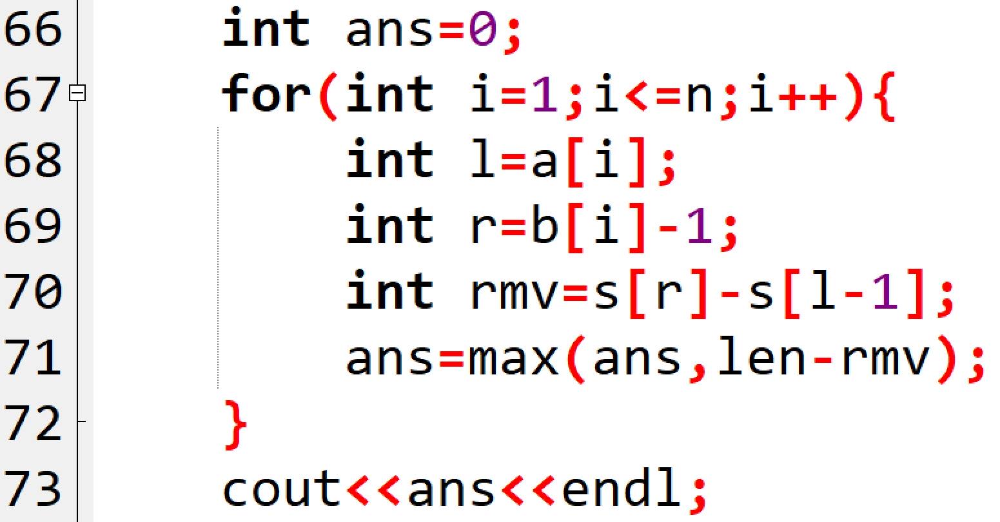 66 int ans=0;
67 for(int i=1;i<=n;i++){
68 int l=a[i];
69 int r=b[i]-1;
70 int rmv=s[r]-s[l-1];
71 ans=max(ans,len-rmv);
72 }
73 cout<<ans<<endl;